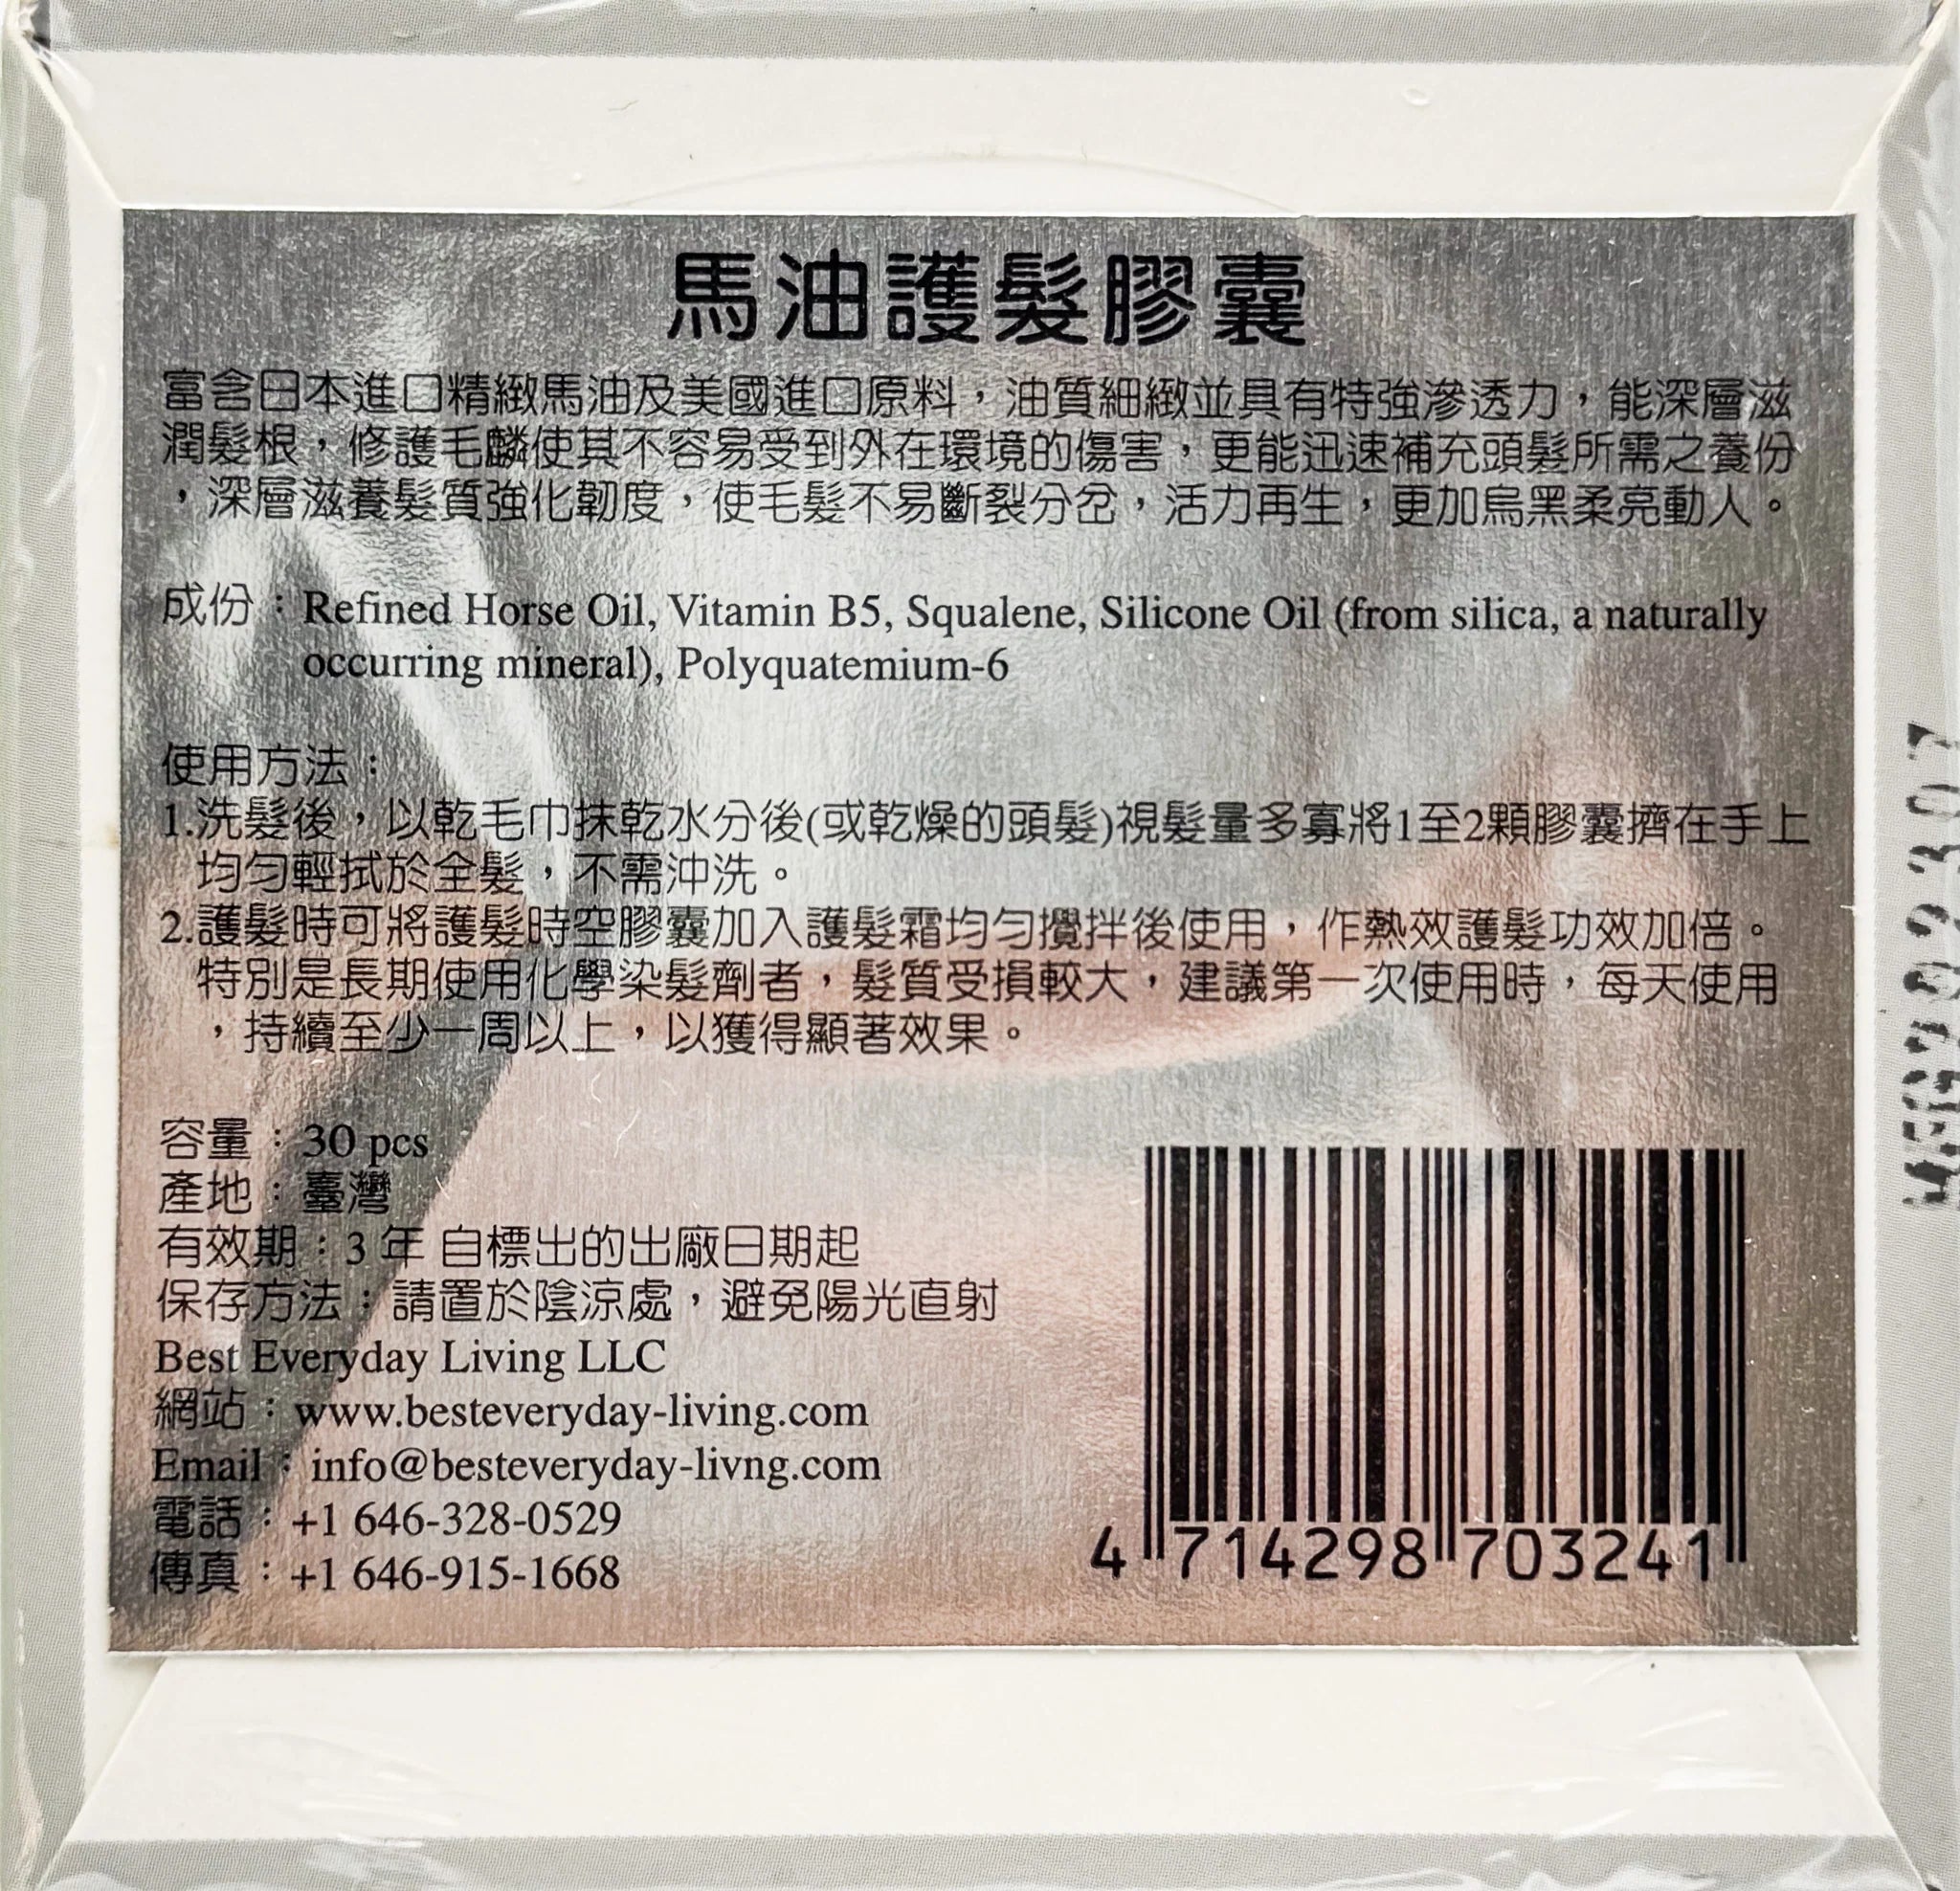 馬油護髮膠囊
富含日本進口精緻馬油及美國進口原料，油質細緻並具有特強滲透力，能深層滋
潤髮根，修護毛麟使其不容易受到外在環境的傷害，更能迅速補充頭髮所需之養份
，深層滋養髮質強化韌度，使毛髮不易斷裂分岔，活力再生，更加烏黑柔亮動人。
成份：Refined Horse Oil, Vitamin B5, Squalene, Silicone Oil (from silica, a naturally
occurring mineral), Polyquatemium-6
使用方法：
1.洗髮後，以乾毛巾抹乾水分後(或乾燥的頭髮)視髮量多寡將1至2顆膠囊擠在手上
均勻輕拭於全髮，不需沖洗。
2.護髮時可將護髮時空膠囊加入護髮霜均勻攪拌後使用，作熱效護髮功效加倍。
特別是長期使用化學染髮劑者，髮質受損較大，建議第一次使用時，每天使用
，持續至少一周以上，以獲得顯著效果。
容量：30 pcs
產地：臺灣
有效期：3 年 自標出的出廠日期起
保存方法：請置於陰涼處，避免陽光直射
Best Everyday Living LLC
網站：www.besteveryday-living.com
Email：info@besteveryday-livng.com
電話：+1 646-328-0529
傳真：+1 646-915-1668
4 714298 703241